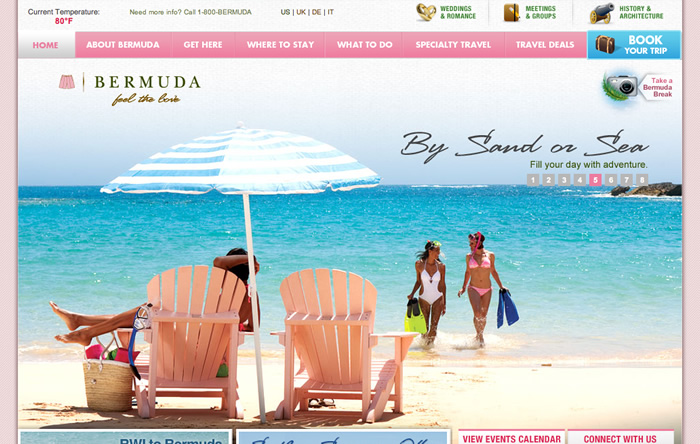 Current Temperature:
80°F
Need more info? Call 1-800-BERMUDA
US | UK | DE | IT
WEDDINGS
& ROMANCE
MEETINGS
& GROUPS
HISTORY &
ARCHITECTURE
HOME
ABOUT BERMUDA
GET HERE
WHERE TO STAY
WHAT TO DO
SPECIALTY TRAVEL
TRAVEL DEALS
BOOK
YOUR TRIP
BERMUDA
feel the love
Take a
Bermuda
Break
By Sand or Sea
Fill your day with adventure.
1 2 3 4 5 6 7 8
to Bermuda
VIEW EVENTS CALENDAR
CONNECT WITH US